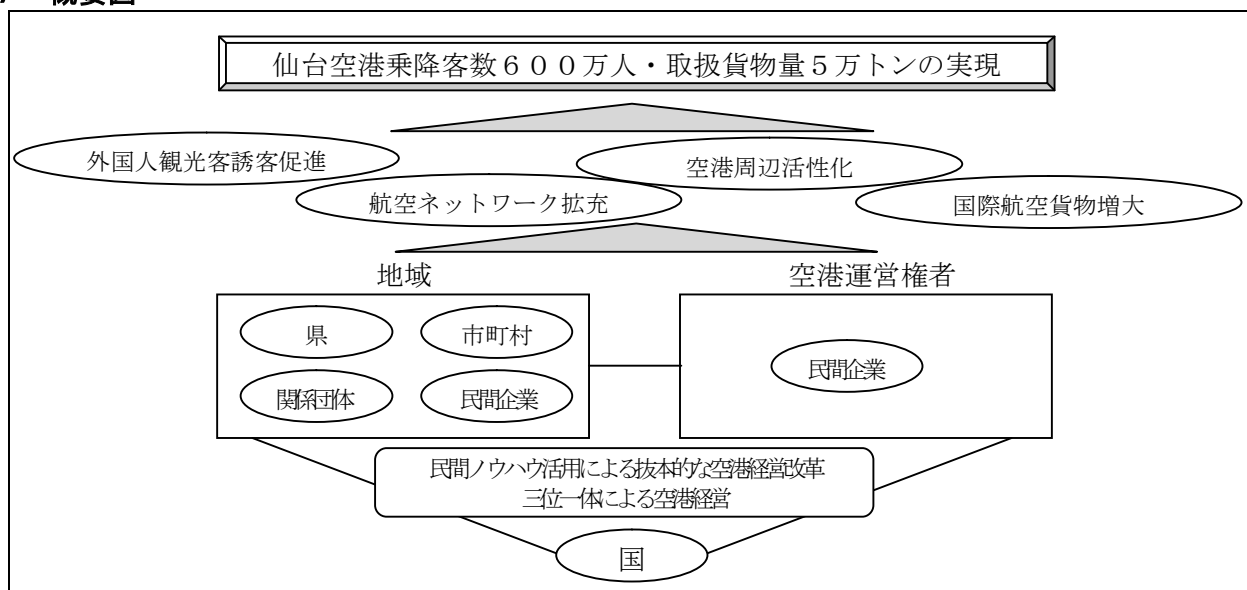 概要図
仙台空港乗降客数６００万人・取扱貨物量５万トンの実現
外国人観光客誘客促進
空港周辺活性化
航空ネットワーク拡充
国際航空貨物増大
地域
空港運営権者
県
市町村
関係団体
民間企業
民間企業
民間ノウハウ活用による抜本的な空港経営改革
三位一体による空港経営
国